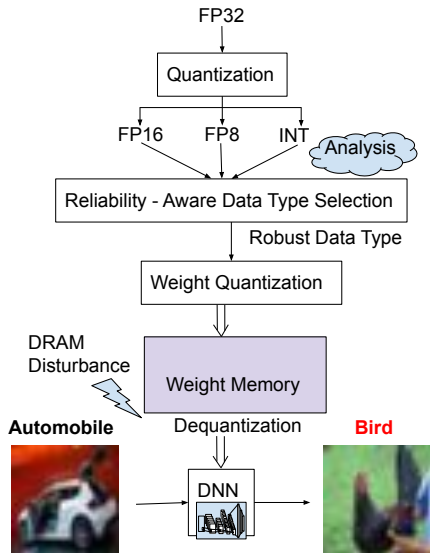 FP32
Quantization
FP16 FP8 INT
Analysis
Reliability - Aware Data Type Selection
Robust Data Type
Weight Quantization
DRAM
Disturbance
Weight Memory
Automobile Dequantization Bird
DNN